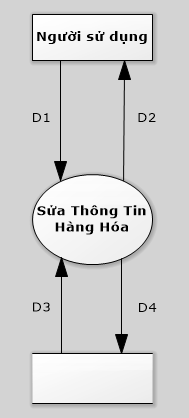 Người sử dụng
D1
D2
Sửa Thông Tin
Hàng Hóa
D3
D4